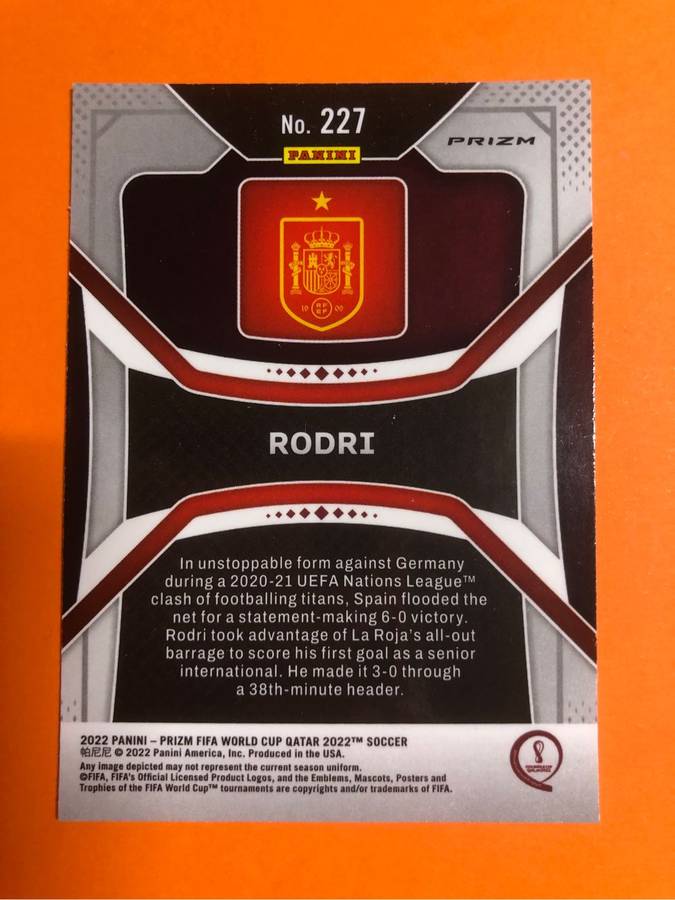 No. 227
PANINI
PRIZM
19 RF 09
RODRI
In unstoppable form against Germany
during a 2020-21 UEFA Nations League™
clash of footballing titans, Spain flooded the
net for a statement-making 6-0 victory.
Rodri took advantage of La Roja's all-out
barrage to score his first goal as a senior
international. He made it 3-0 through
a 38th-minute header.
2022 PANINI – PRIZM FIFA WORLD CUP QATAR 2022™ SOCCER
帕尼尼 © 2022 Panini America, Inc. Produced in the USA.
Any image depicted may not represent the current season uniform.
©FIFA, FIFA's Official Licensed Product Logos, and the Emblems, Mascots, Posters and
Trophies of the FIFA World Cup™ tournaments are copyrights and/or trademarks of FIFA.